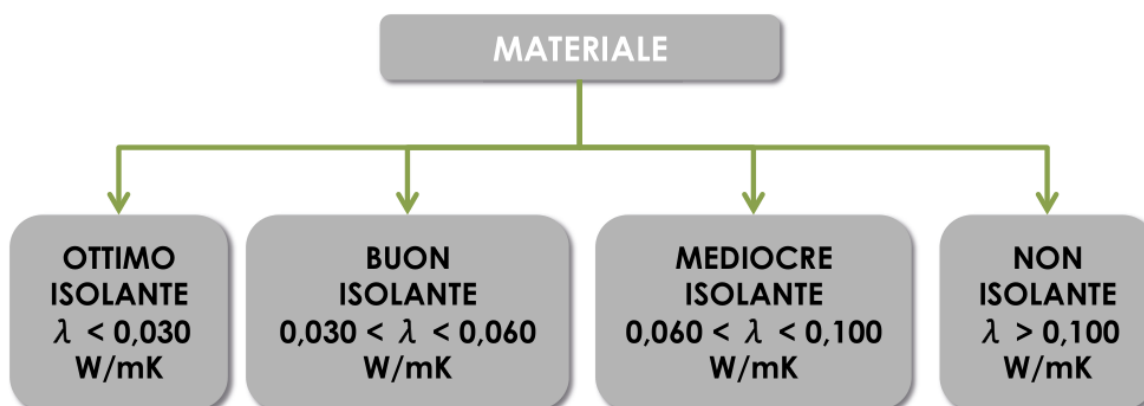 MATERIALE
OTTIMO
ISOLANTE
λ < 0,030
W/mK
BUON
ISOLANTE
0,030 < λ < 0,060
W/mK
MEDIOCRE
ISOLANTE
0,060 < λ < 0,100
W/mK
NON
ISOLANTE
λ > 0,100
W/mK